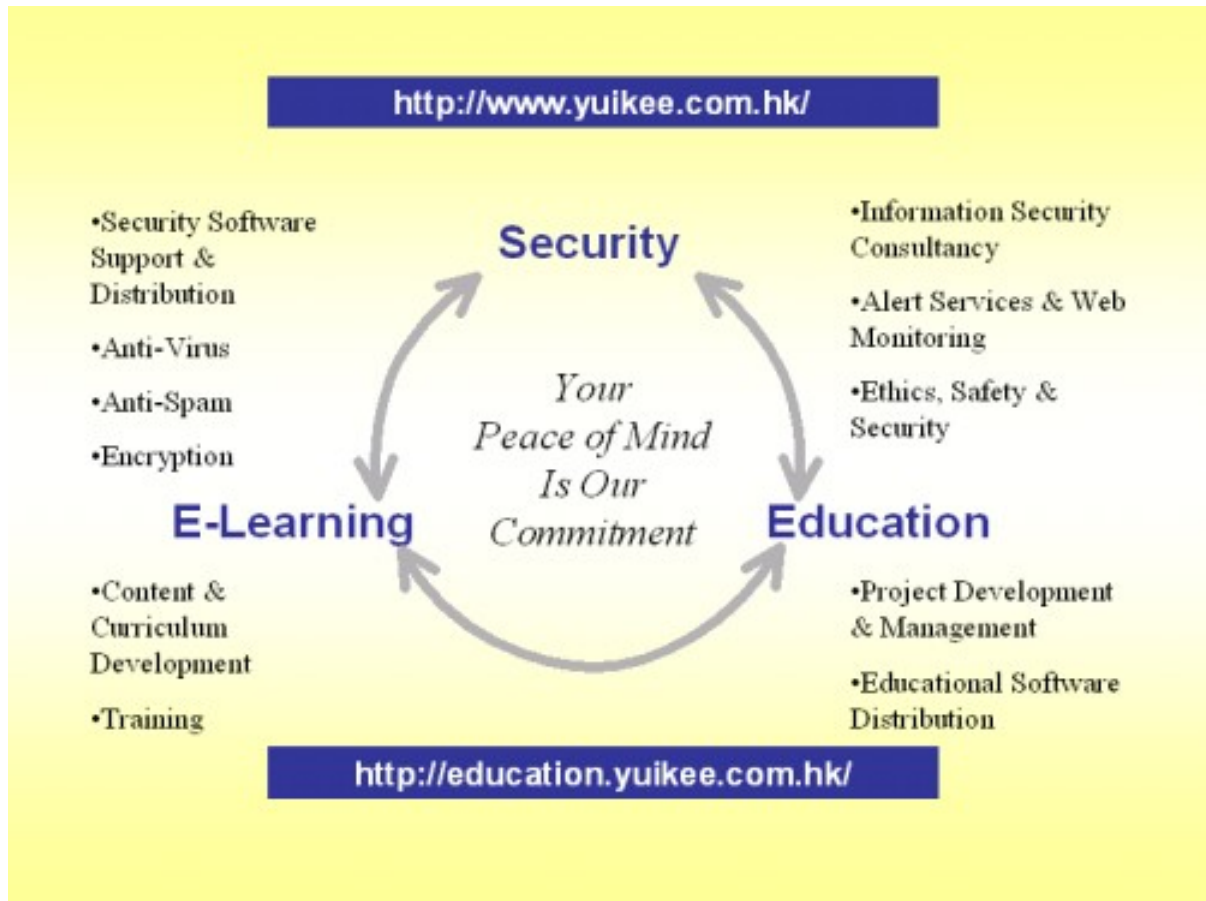 http://www.yuikee.com.hk/
•Security Software
Support &
Distribution
•Anti-Virus
•Anti-Spam
•Encryption
Security
•Information Security
Consultancy
•Alert Services & Web
Monitoring
•Ethics, Safety &
Security
Your
Peace of Mind
Is Our
Commitment
E-Learning
Education
•Content &
Curriculum
Development
•Training
•Project Development
& Management
•Educational Software
Distribution
http://education.yuikee.com.hk/